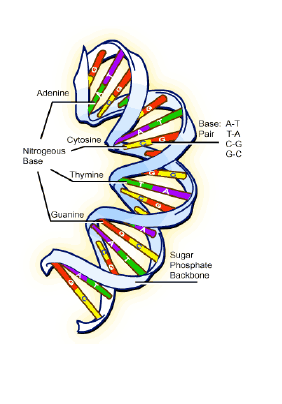 Adenine
Base: A-T
Pair T-A
C-G
G-C
Cytosine
Nitrogeous
Base
Thymine
Guanine
Sugar
Phosphate
Backbone